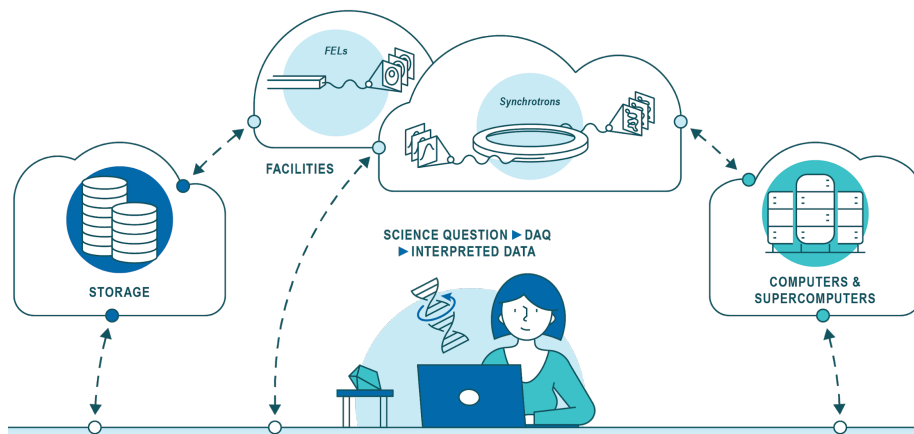 FELs
Synchrotrons
FACILITIES
STORAGE
SCIENCE QUESTION ▶ DAQ
▶ INTERPRETED DATA
COMPUTERS &
SUPERCOMPUTERS